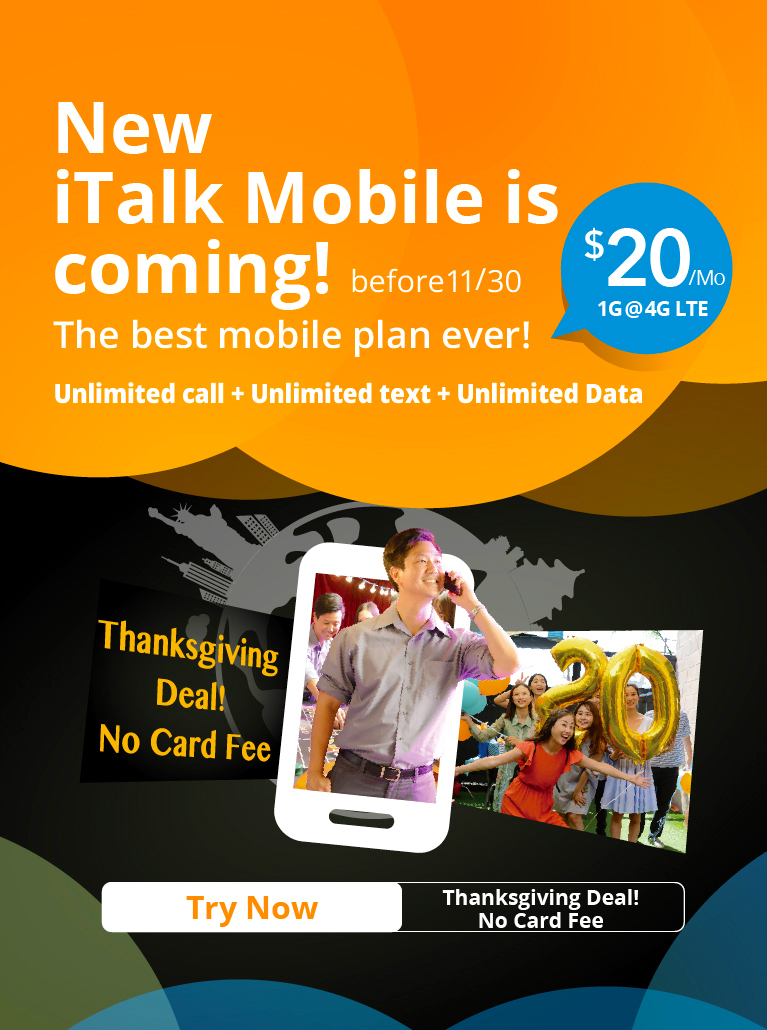 New
iTalk Mobile is
coming! before11/30
$20/Mo
1G@4G LTE
The best mobile plan ever!
Unlimited call + Unlimited text + Unlimited Data
Thanksgiving
Deal!
No Card Fee
20
Try Now
Thanksgiving Deal!
No Card Fee